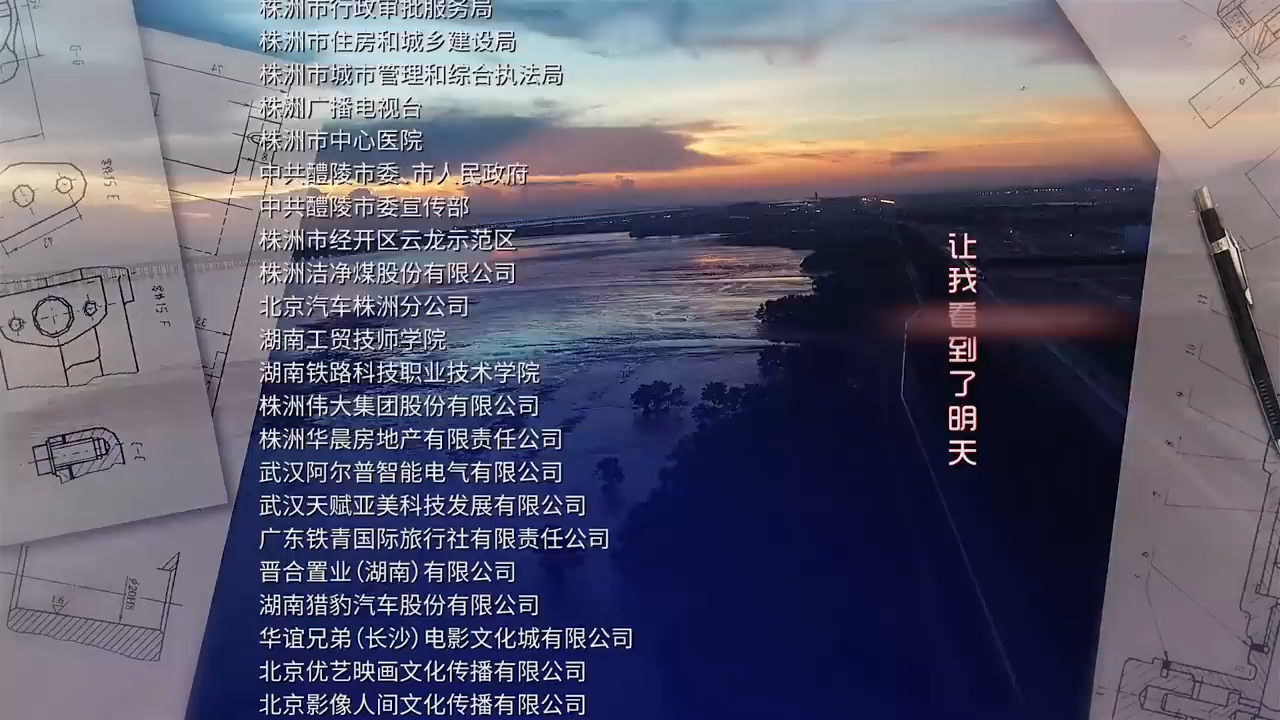 株洲市行政审批服务局
株洲市住房和城乡建设局
株洲市城市管理和综合执法局
株洲广播电视台
株洲市中心医院
中共醴陵市委、市人民政府
中共醴陵市委宣传部
株洲市经开区云龙示范区
株洲洁净煤股份有限公司
北京汽车株洲分公司
湖南工贸技师学院
湖南铁路科技职业技术学院
株洲伟大集团股份有限公司
株洲华晨房地产有限责任公司
武汉阿尔普智能电气有限公司
武汉天赋亚美科技发展有限公司
广东铁青国际旅行社有限责任公司
晋合置业(湖南)有限公司
湖南猎豹汽车股份有限公司
华谊兄弟(长沙)电影文化城有限公司
北京优艺映画文化传播有限公司
北京影像人间文化传播有限公司
让我看到了明天